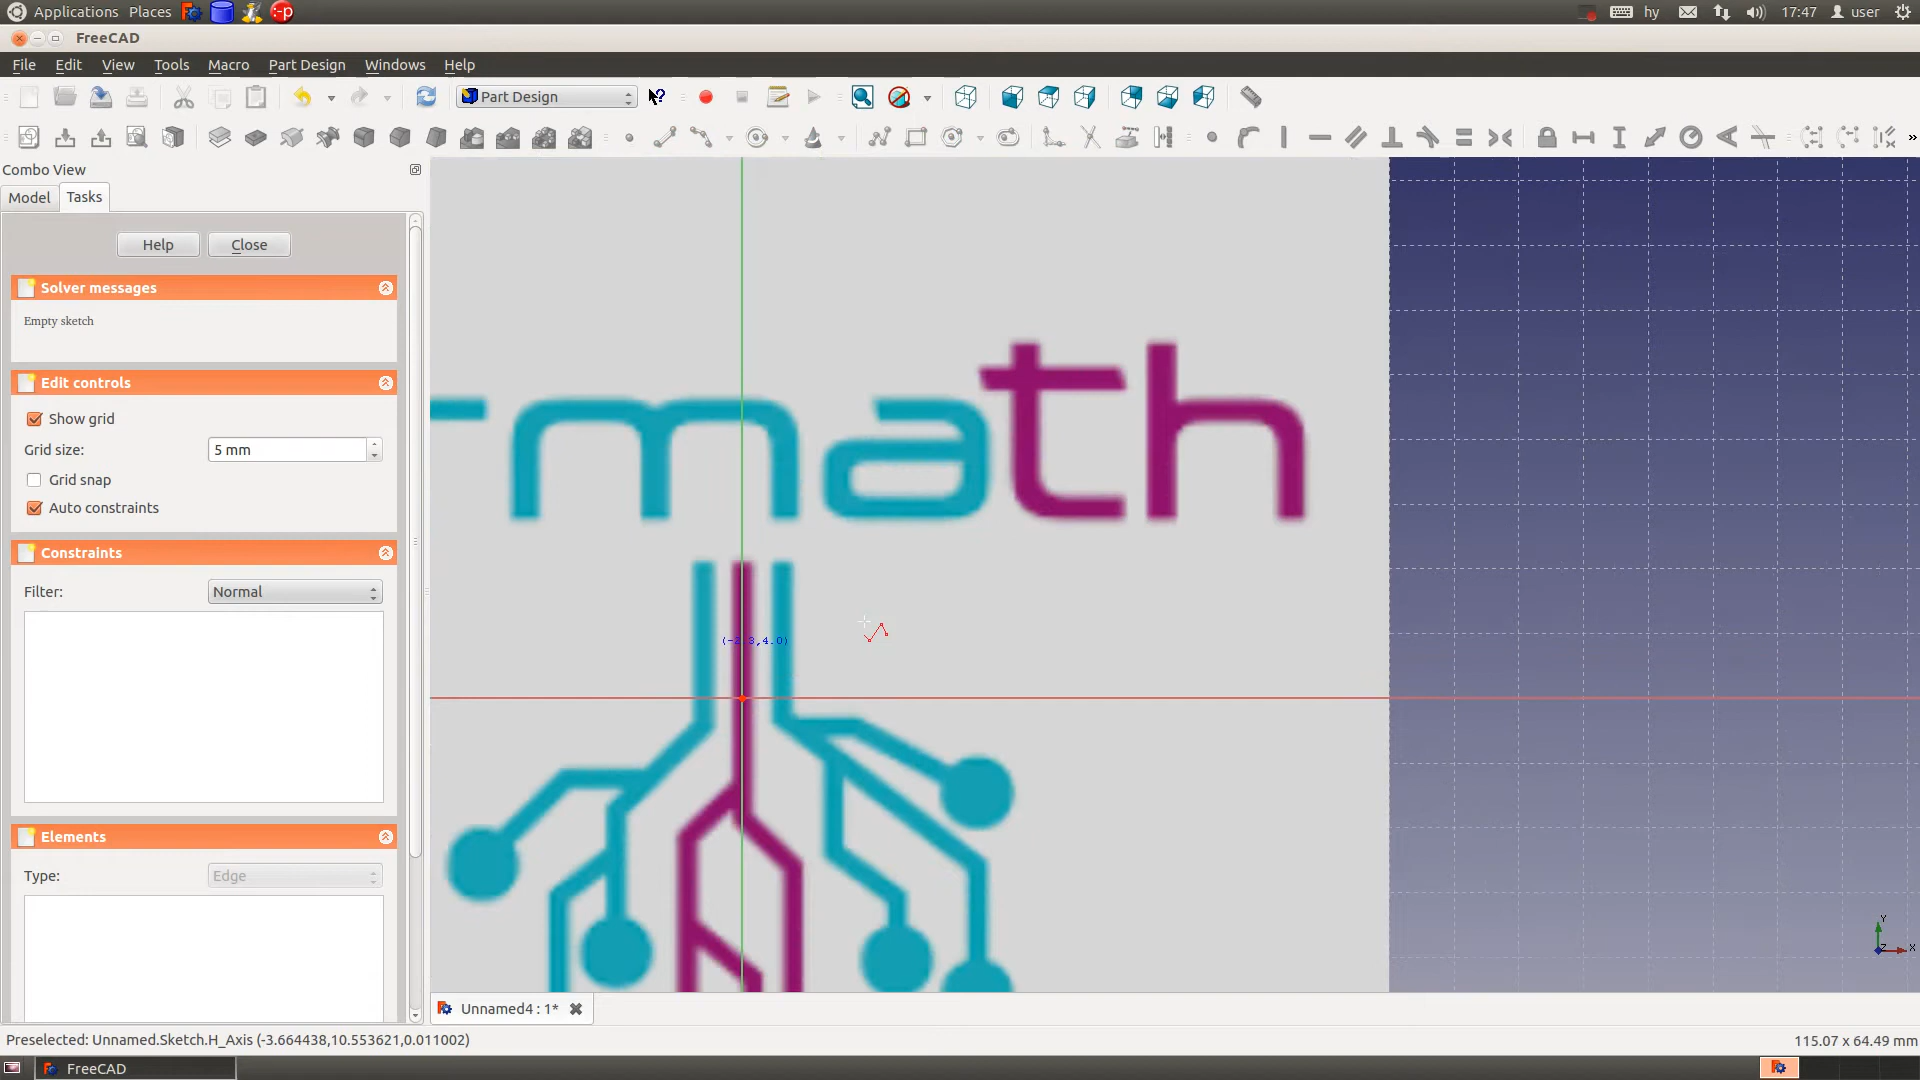 Applications Places hy 17:47 user
FreeCAD
File Edit View Tools Macro Part Design Windows Help
Part Design
Combo View
Model Tasks
Help Close
Solver messages
Empty sketch
Edit controls
Show grid
Grid size: 5 mm
Grid snap
Auto constraints
Constraints
Filter: Normal
Elements
Type: Edge
math
Y
X
Z
Unnamed4 : 1*
Preselected: Unnamed.Sketch.H_Axis (-3.664438,10.553621,0.011002)
115.07 x 64.49 mm
FreeCAD